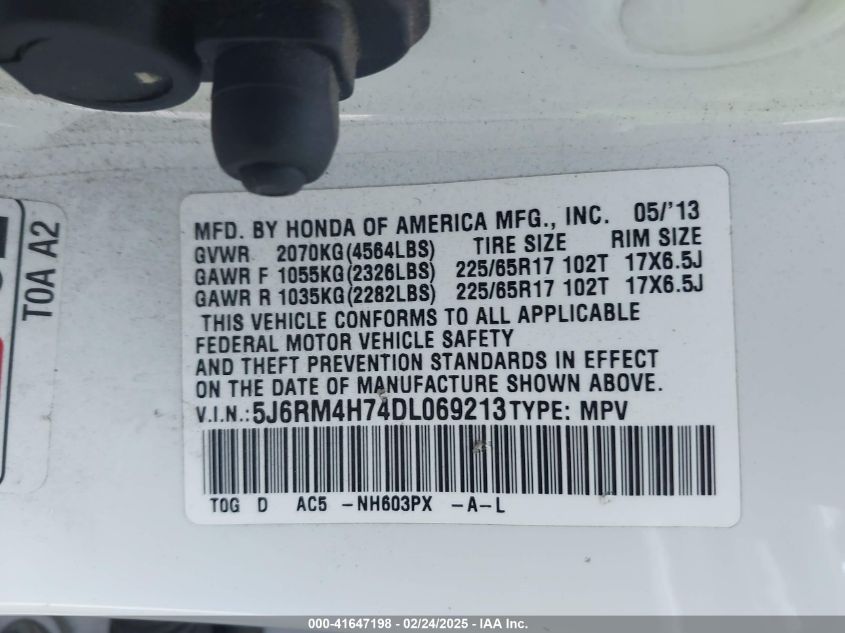 MFD. BY HONDA OF AMERICA MFG., INC. 05/'13
GVWR 2070KG(4564LBS) TIRE SIZE RIM SIZE
GAWR F 1055KG(2326LBS) 225/65R17 102T 17X6.5J
GAWR R 1035KG(2282LBS) 225/65R17 102T 17X6.5J
THIS VEHICLE CONFORMS TO ALL APPLICABLE
FEDERAL MOTOR VEHICLE SAFETY
AND THEFT PREVENTION STANDARDS IN EFFECT
ON THE DATE OF MANUFACTURE SHOWN ABOVE.
V.I.N.: 5J6RM4H74DL069213 TYPE: MPV
T0G D AC5 -NH603PX -A-L
T0A A2
000-41647198 - 02/24/2025 - IAA Inc.